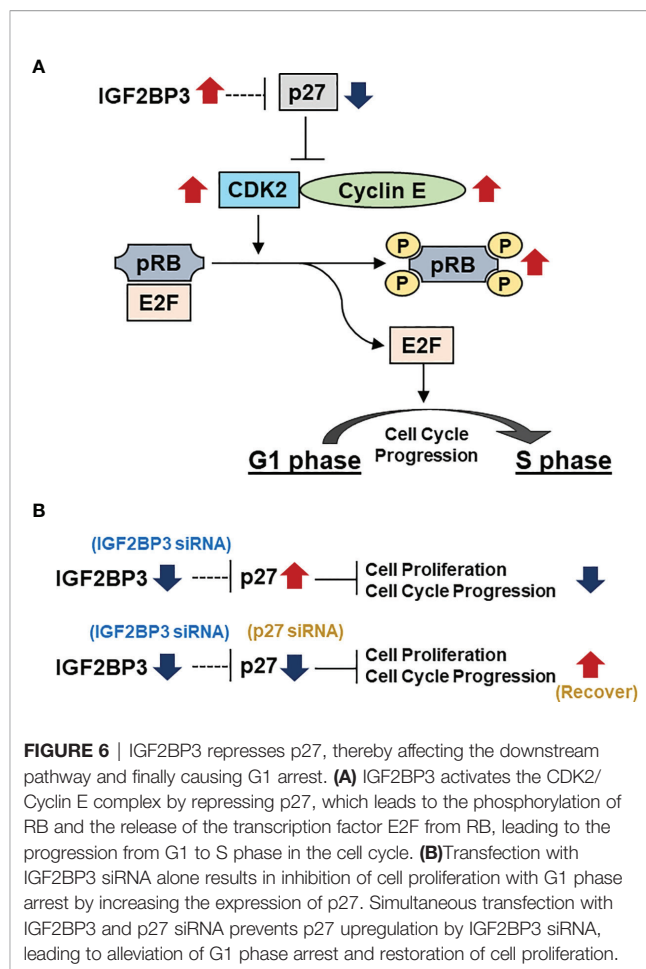 A
IGF2BP3 p27
CDK2 Cyclin E
pRB P P pRB P P
E2F
E2F
Cell Cycle
Progression
G1 phase S phase
B
(IGF2BP3 siRNA)
IGF2BP3 p27 Cell Proliferation
Cell Cycle Progression
(IGF2BP3 siRNA) (p27 siRNA)
IGF2BP3 p27 Cell Proliferation
Cell Cycle Progression
(Recover)
FIGURE 6 | IGF2BP3 represses p27, thereby affecting the downstream
pathway and finally causing G1 arrest. (A) IGF2BP3 activates the CDK2/
Cyclin E complex by repressing p27, which leads to the phosphorylation of
RB and the release of the transcription factor E2F from RB, leading to the
progression from G1 to S phase in the cell cycle. (B)Transfection with
IGF2BP3 siRNA alone results in inhibition of cell proliferation with G1 phase
arrest by increasing the expression of p27. Simultaneous transfection with
IGF2BP3 and p27 siRNA prevents p27 upregulation by IGF2BP3 siRNA,
leading to alleviation of G1 phase arrest and restoration of cell proliferation.